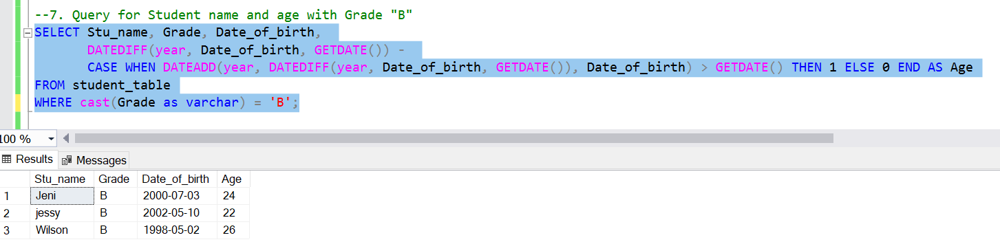 --7. Query for Student name and age with Grade "B"
SELECT Stu_name, Grade, Date_of_birth,
DATEDIFF(year, Date_of_birth, GETDATE()) -
CASE WHEN DATEADD(year, DATEDIFF(year, Date_of_birth, GETDATE()), Date_of_birth) > GETDATE() THEN 1 ELSE 0 END AS Age
FROM student_table
WHERE cast(Grade as varchar) = 'B';
100 %
Results Messages
Stu_name Grade Date_of_birth Age
1 Jeni B 2000-07-03 24
2 jessy B 2002-05-10 22
3 Wilson B 1998-05-02 26